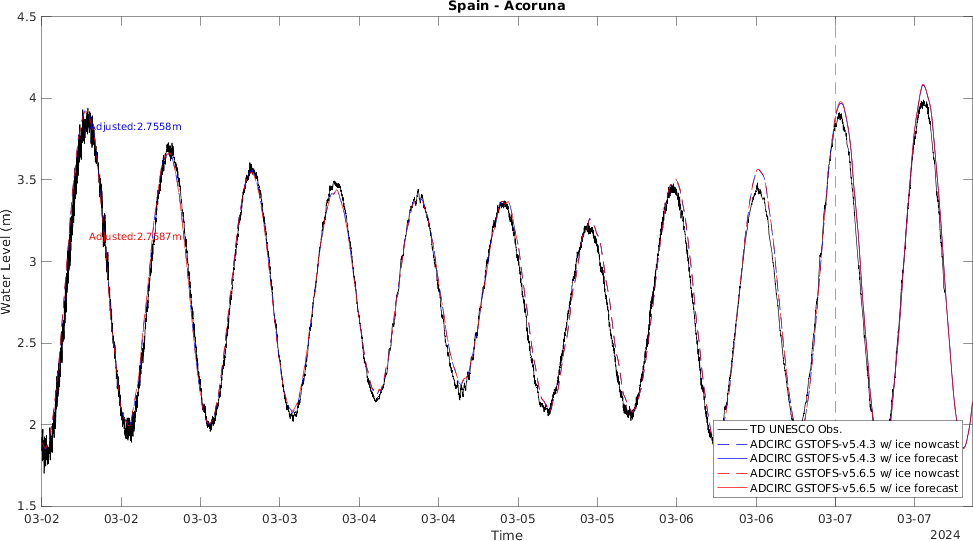 Spain - Acoruna
4.5
4
3.5
3
2.5
2
1.5
Water Level (m)
Adjusted:2.7558m
Adjusted:2.7587m
TD UNESCO Obs.
ADCIRC GSTOFS-v5.4.3 w/ ice nowcast
ADCIRC GSTOFS-v5.4.3 w/ ice forecast
ADCIRC GSTOFS-v5.6.5 w/ ice nowcast
ADCIRC GSTOFS-v5.6.5 w/ ice forecast
03-02 03-02 03-03 03-03 03-04 03-04 03-05 03-05 03-06 03-06 03-07 03-07
Time
2024